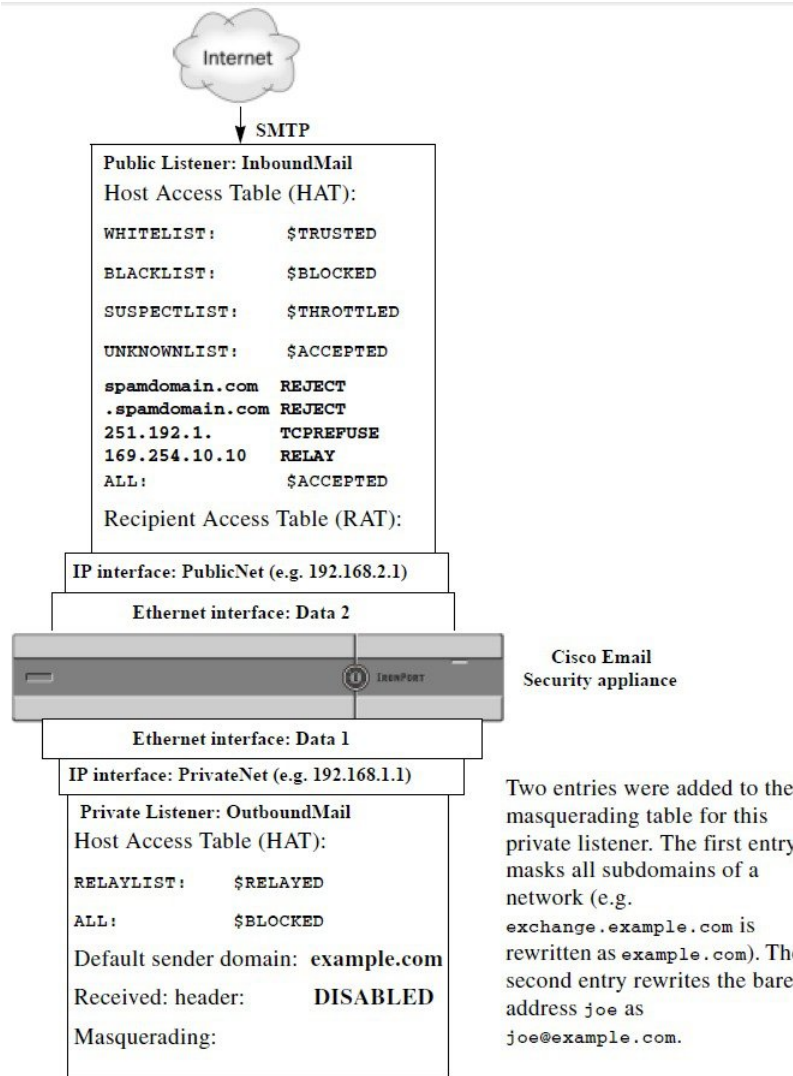 Internet
SMTP
Public Listener: InboundMail
Host Access Table (HAT):
WHITELIST: $TRUSTED
BLACKLIST: $BLOCKED
SUSPECTLIST: $THROTTLED
UNKNOWNLIST: $ACCEPTED
spamdomain.com REJECT
.spamdomain.com REJECT
251.192.1. TCPREFUSE
169.254.10.10 RELAY
ALL: $ACCEPTED
Recipient Access Table (RAT):
IP interface: PublicNet (e.g. 192.168.2.1)
Ethernet interface: Data 2
IRONPORT
Cisco Email
Security appliance
Ethernet interface: Data 1
IP interface: PrivateNet (e.g. 192.168.1.1)
Private Listener: OutboundMail
Host Access Table (HAT):
RELAYLIST: $RELAYED
ALL: $BLOCKED
Default sender domain: example.com
Received: header: DISABLED
Masquerading:
Two entries were added to the
masquerading table for this
private listener. The first entry
masks all subdomains of a
network (e.g.
exchange.example.com is
rewritten as example.com). The
second entry rewrites the bare
address joe as
joe@example.com.